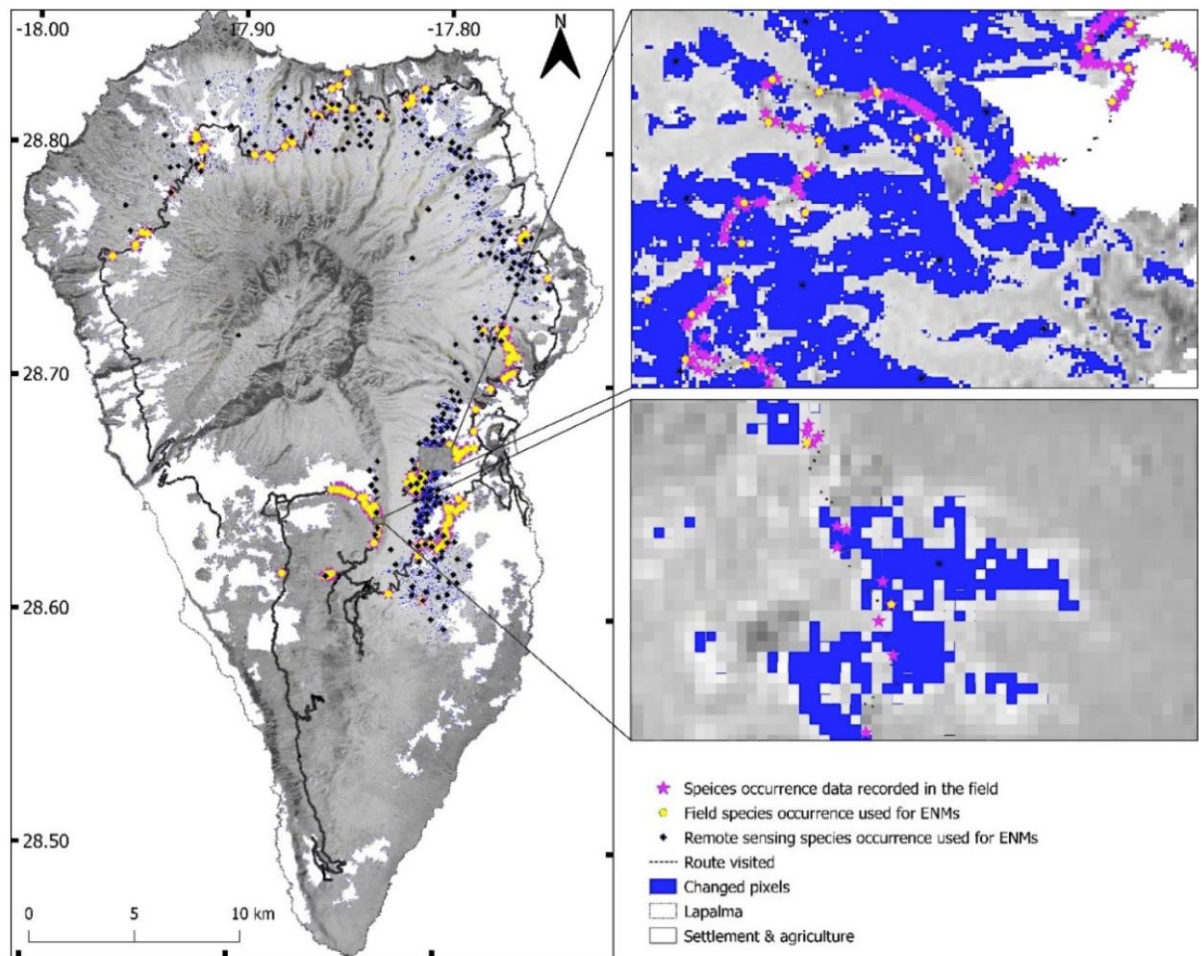 -18.00 -17.90 -17.80
N
28.80
28.70
28.60
28.50
0 5 10 km
Speices occurrence data recorded in the field
Field species occurrence used for ENMs
Remote sensing species occurrence used for ENMs
Route visited
Changed pixels
Lapalma
Settlement & agriculture